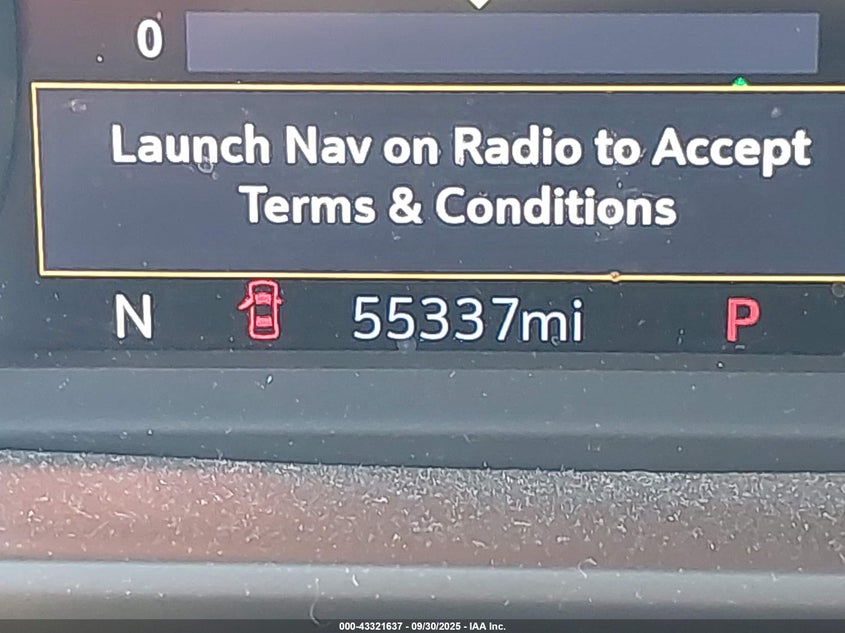 0
Launch Nav on Radio to Accept
Terms & Conditions
N 55337mi P
000-43321637 - 09/30/2025 - IAA Inc.